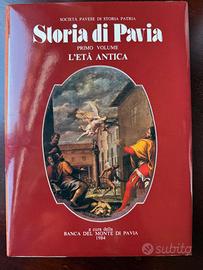 SOCIETÀ PAVESE DI STORIA PATRIA
Storia di Pavia
PRIMO VOLUME
L'ETÀ ANTICA
a cura della
BANCA DEL MONTE DI PAVIA
1984
subito